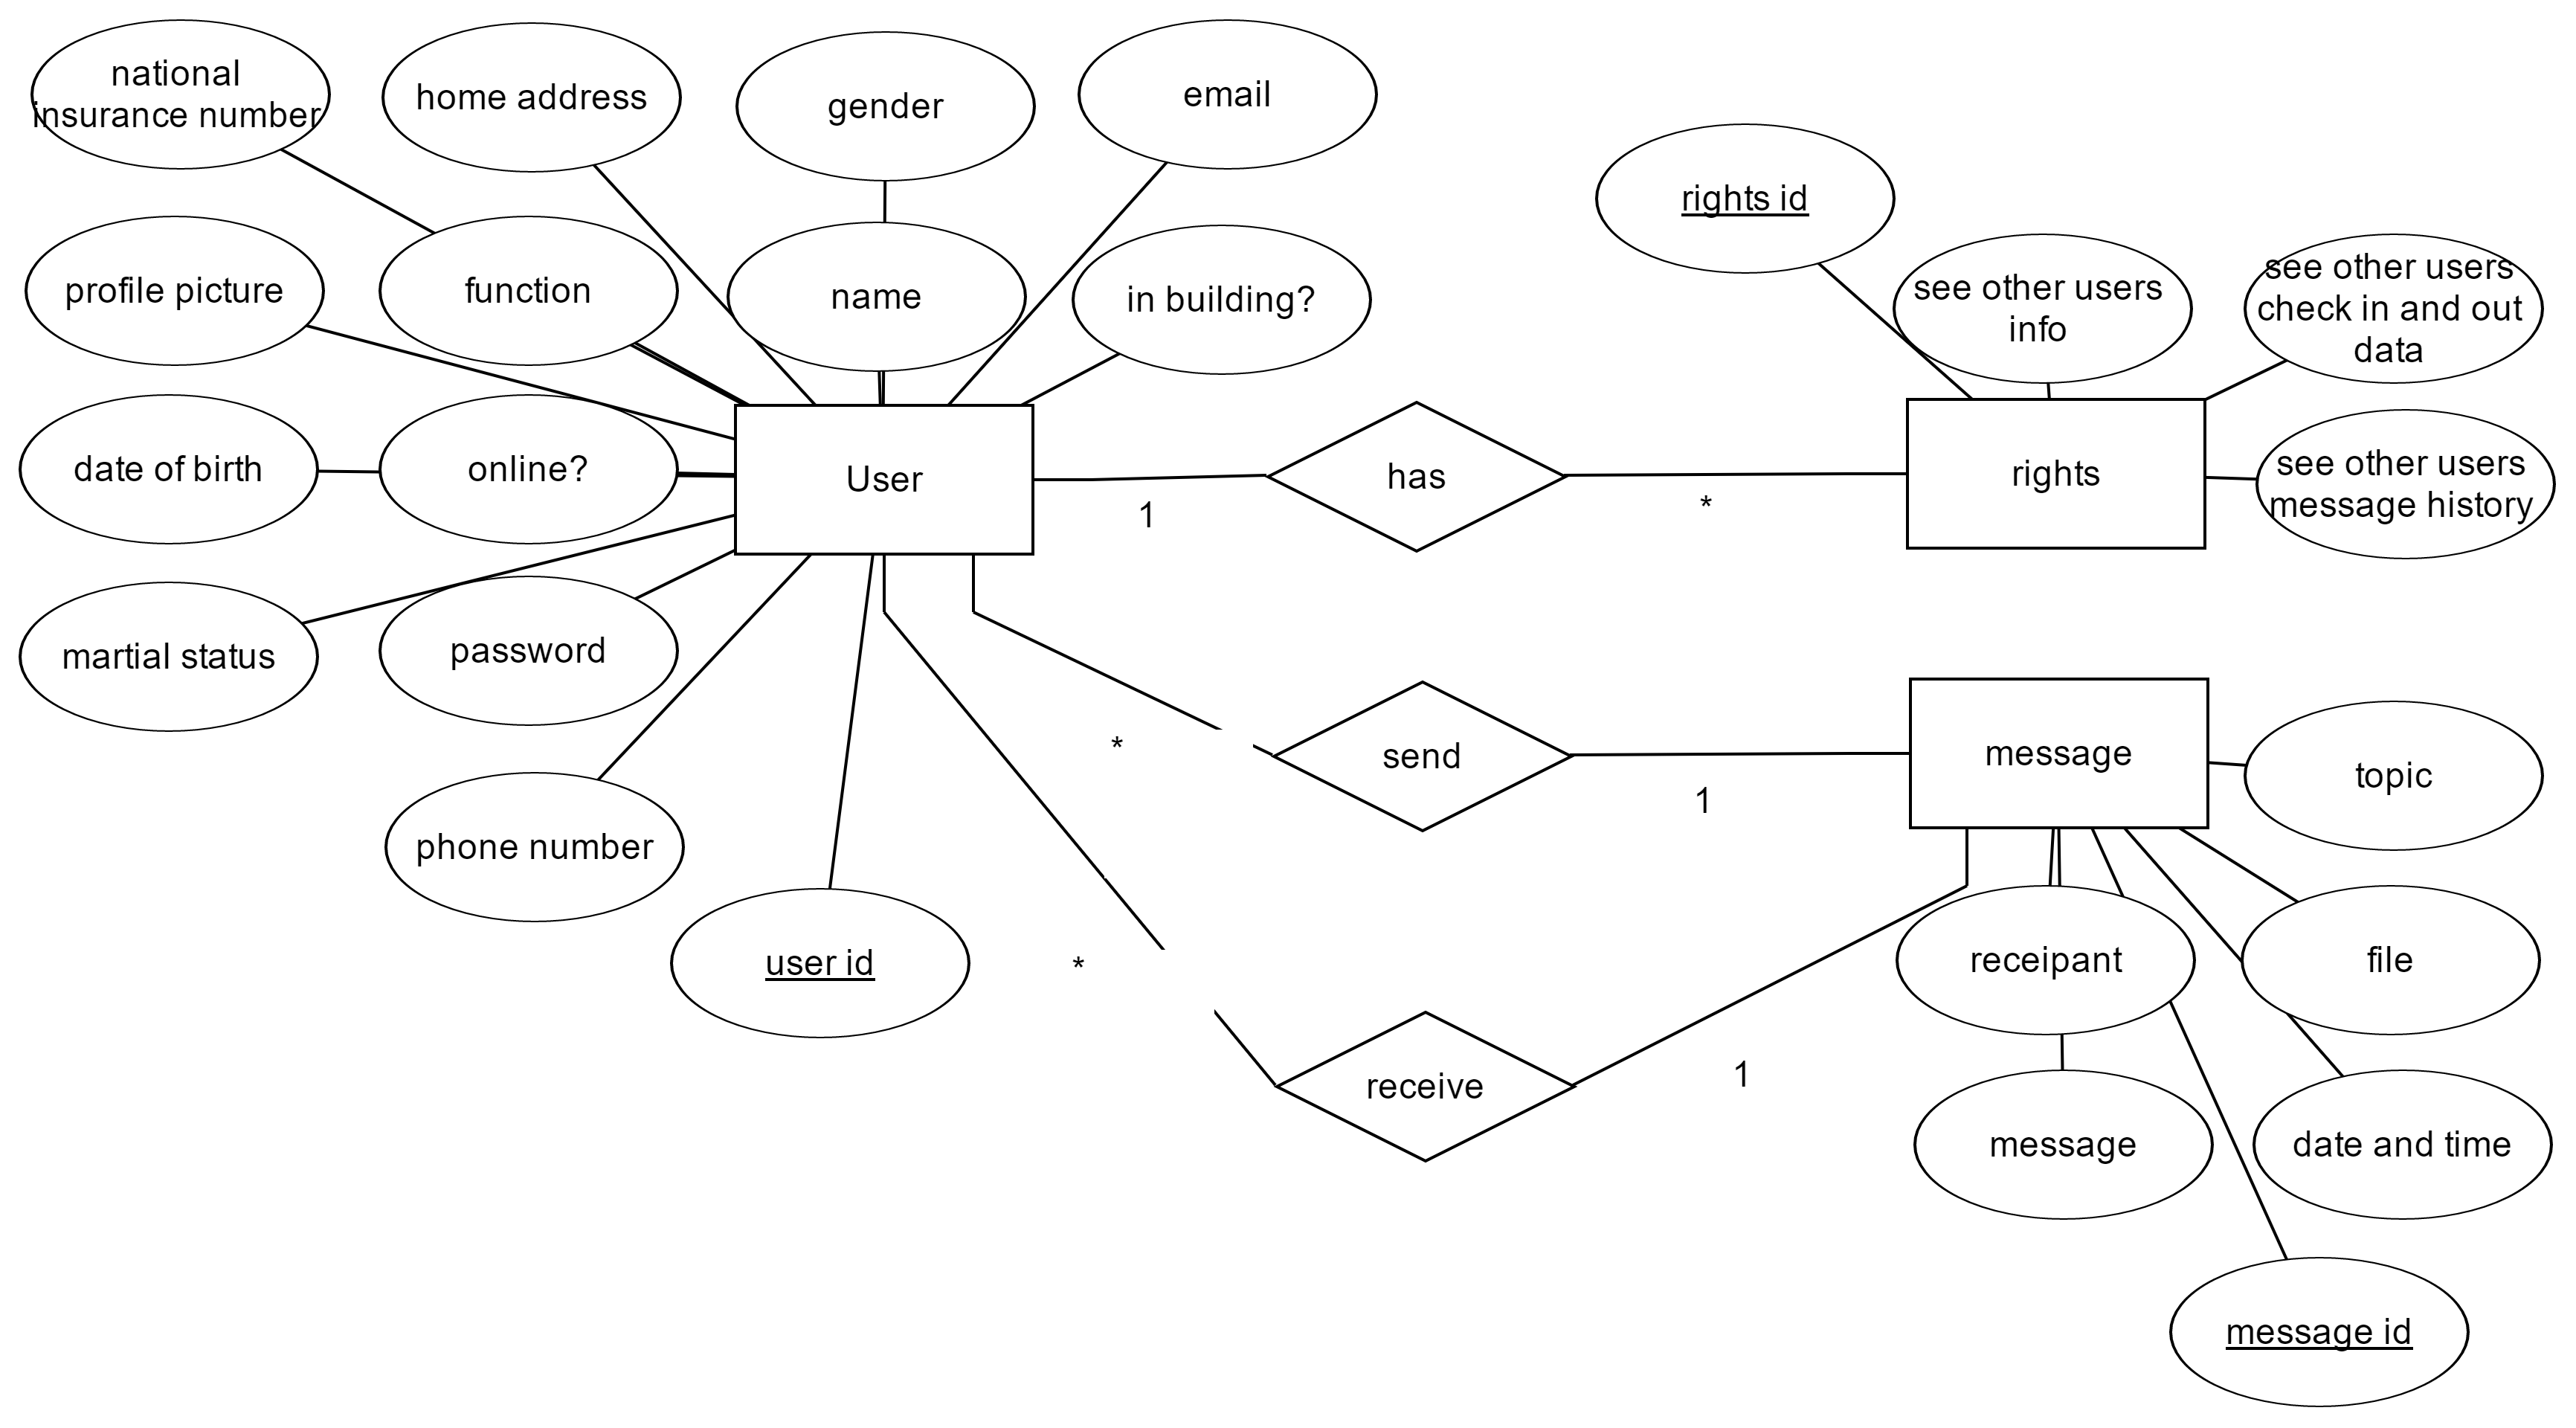 national
insurance number
home address
gender
email
rights id
profile picture
function
name
in building?
see other users
info
see other users
check in and out
data
date of birth
online?
User
1
has
*
rights
see other users
message history
martial status
password
*
send
1
message
topic
phone number
user id
*
receive
1
receipant
file
message
date and time
message id